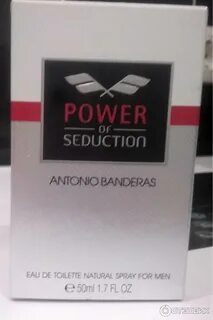 POWER
OF
SEDUCTION
ANTONIO BANDERAS
EAU DE TOILETTE NATURAL SPRAY FOR MEN
℮ 50ml 1.7 FL OZ